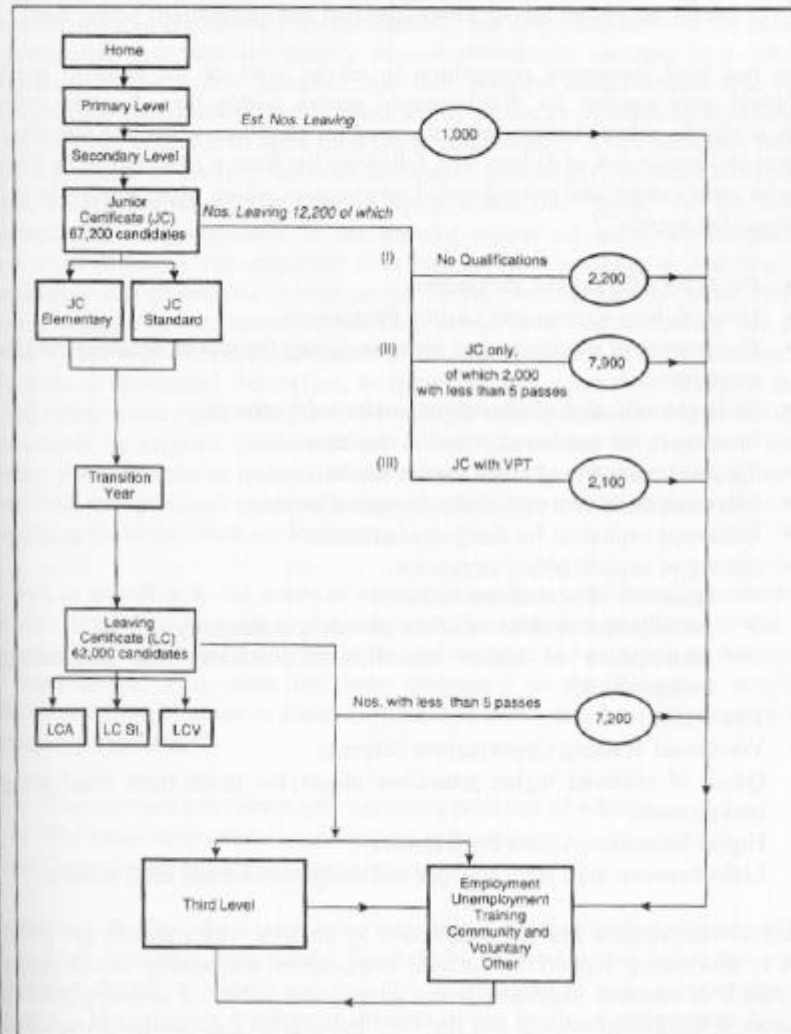 Home
Primary Level
Est. Nos. Leaving
1,000
Secondary Level
Junior
Certificate (JC)
67,200 candidates
Nos. Leaving 12,200 of which
(I)
No Qualifications
2,200
JC
Elementary
JC
Standard
(II)
JC only,
of which 2,000
with less than 5 passes
7,900
(III)
JC with VPT
2,100
Transition
Year
Leaving
Certificate (LC)
62,000 candidates
Nos. with less than 5 passes
7,200
LCA
LC St.
LCV
Third Level
Employment
Unemployment
Training
Community and
Voluntary
Other